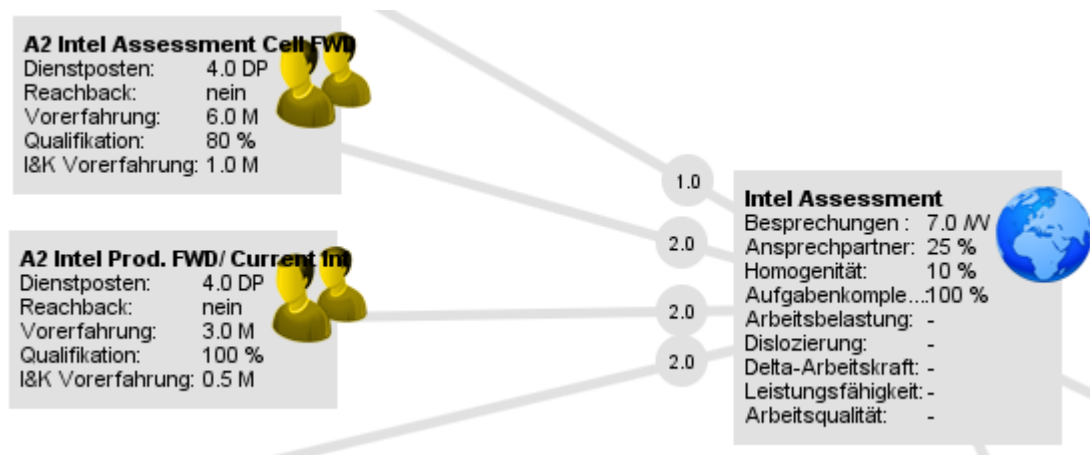 A2 Intel Assessment Cell FWD
Dienstposten: 4.0 DP
Reachback: nein
Vorerfahrung: 6.0 M
Qualifikation: 80 %
I&K Vorerfahrung: 1.0 M
A2 Intel Prod. FWD/ Current Int
Dienstposten: 4.0 DP
Reachback: nein
Vorerfahrung: 3.0 M
Qualifikation: 100 %
I&K Vorerfahrung: 0.5 M
1.0
2.0
2.0
2.0
Intel Assessment
Besprechungen : 7.0 /W
Ansprechpartner: 25 %
Homogenität: 10 %
Aufgabenkomple...:100 %
Arbeitsbelastung: -
Dislozierung: -
Delta-Arbeitskraft: -
Leistungsfähigkeit: -
Arbeitsqualität: -